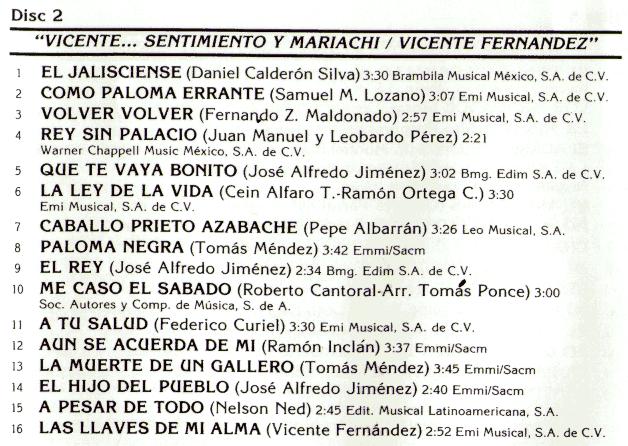 Disc 2
"VICENTE... SENTIMIENTO Y MARIACHI / VICENTE FERNANDEZ"
1 EL JALISCIENSE (Daniel Calderón Silva) 3:30 Brambila Musical México, S.A. de C.V.
2 COMO PALOMA ERRANTE (Samuel M. Lozano) 3:07 Emi Musical, S.A. de C.V.
3 VOLVER VOLVER (Fernando Z. Maldonado) 2:57 Emi Musical, S.A. de C.V.
4 REY SIN PALACIO (Juan Manuel y Leobardo Pérez) 2:21
Warner Chappell Music México, S.A. de C.V.
5 QUE TE VAYA BONITO (José Alfredo Jiménez) 3:02 Bmg. Edim S.A. de C.V.
6 LA LEY DE LA VIDA (Cein Alfaro T.-Ramón Ortega C.) 3:30
Emi Musical, S.A. de C.V.
7 CABALLO PRIETO AZABACHE (Pepe Albarrán) 3:26 Leo Musical, S.A.
8 PALOMA NEGRA (Tomás Méndez) 3:42 Emmi/Sacm
9 EL REY (José Alfredo Jiménez) 2:34 Bmg. Edim S.A. de C.V.
10 ME CASO EL SABADO (Roberto Cantoral-Arr. Tomás Ponce) 3:00
Soc. Autores y Comp. de Música, S. de A.
11 A TU SALUD (Federico Curiel) 3:30 Emi Musical, S.A. de C.V.
12 AUN SE ACUERDA DE MI (Ramón Inclán) 3:37 Emmi/Sacm
13 LA MUERTE DE UN GALLERO (Tomás Méndez) 3:45 Emmi/Sacm
14 EL HIJO DEL PUEBLO (José Alfredo Jiménez) 2:40 Emmi/Sacm
15 A PESAR DE TODO (Nelson Ned) 2:45 Edit. Musical Latinoamericana, S.A.
16 LAS LLAVES DE MI ALMA (Vicente Fernández) 2:52 Emi Musical, S.A. de C.V.